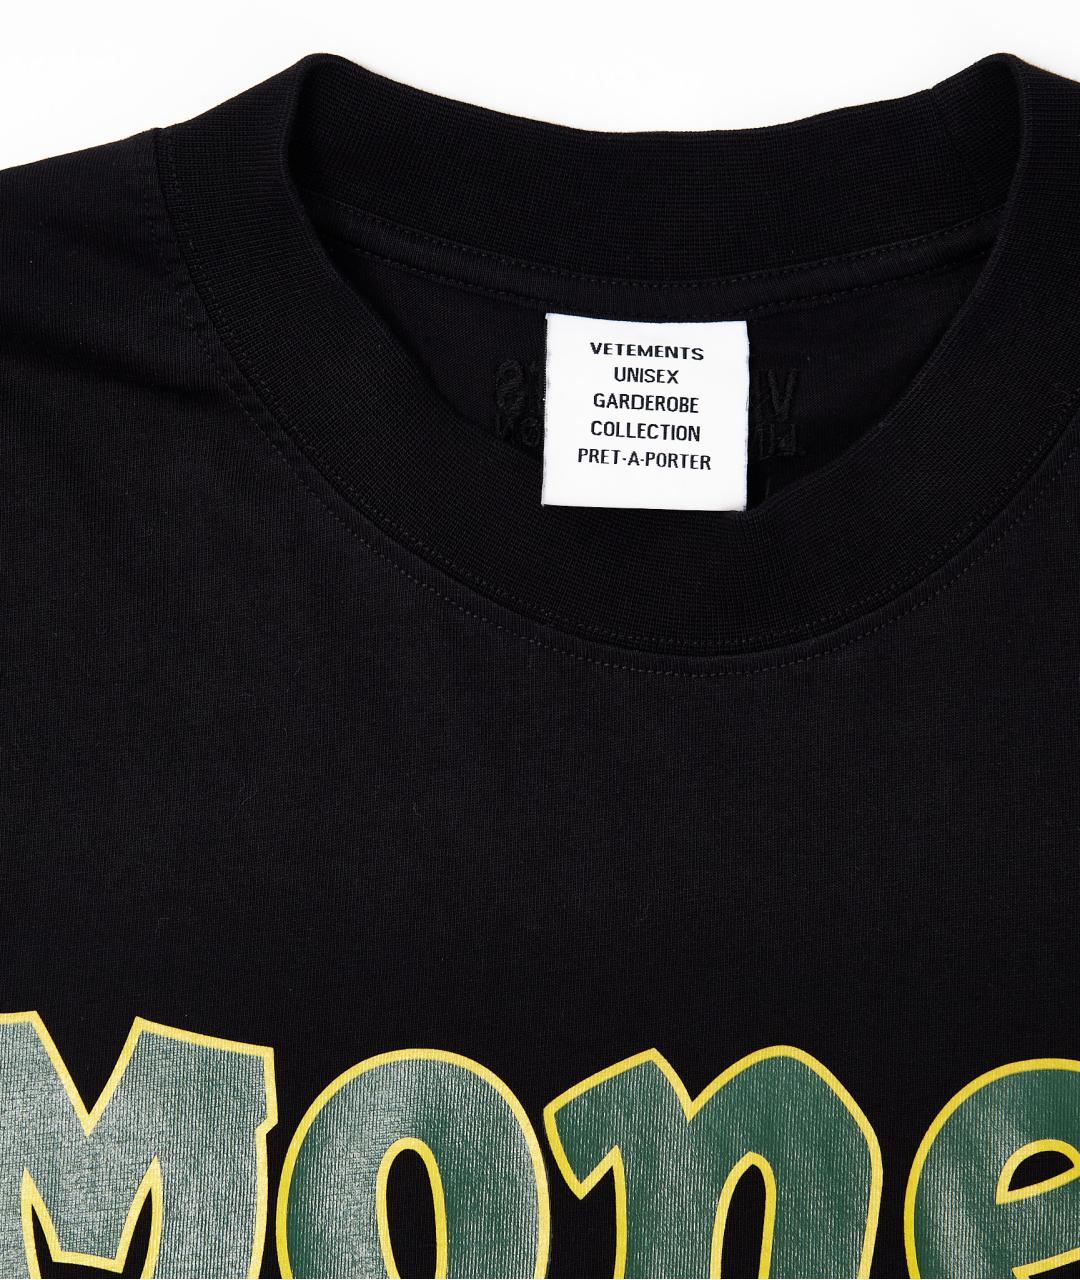 VETEMENTS
UNISEX
GARDEROBE
COLLECTION
PRET-A-PORTER
Mone